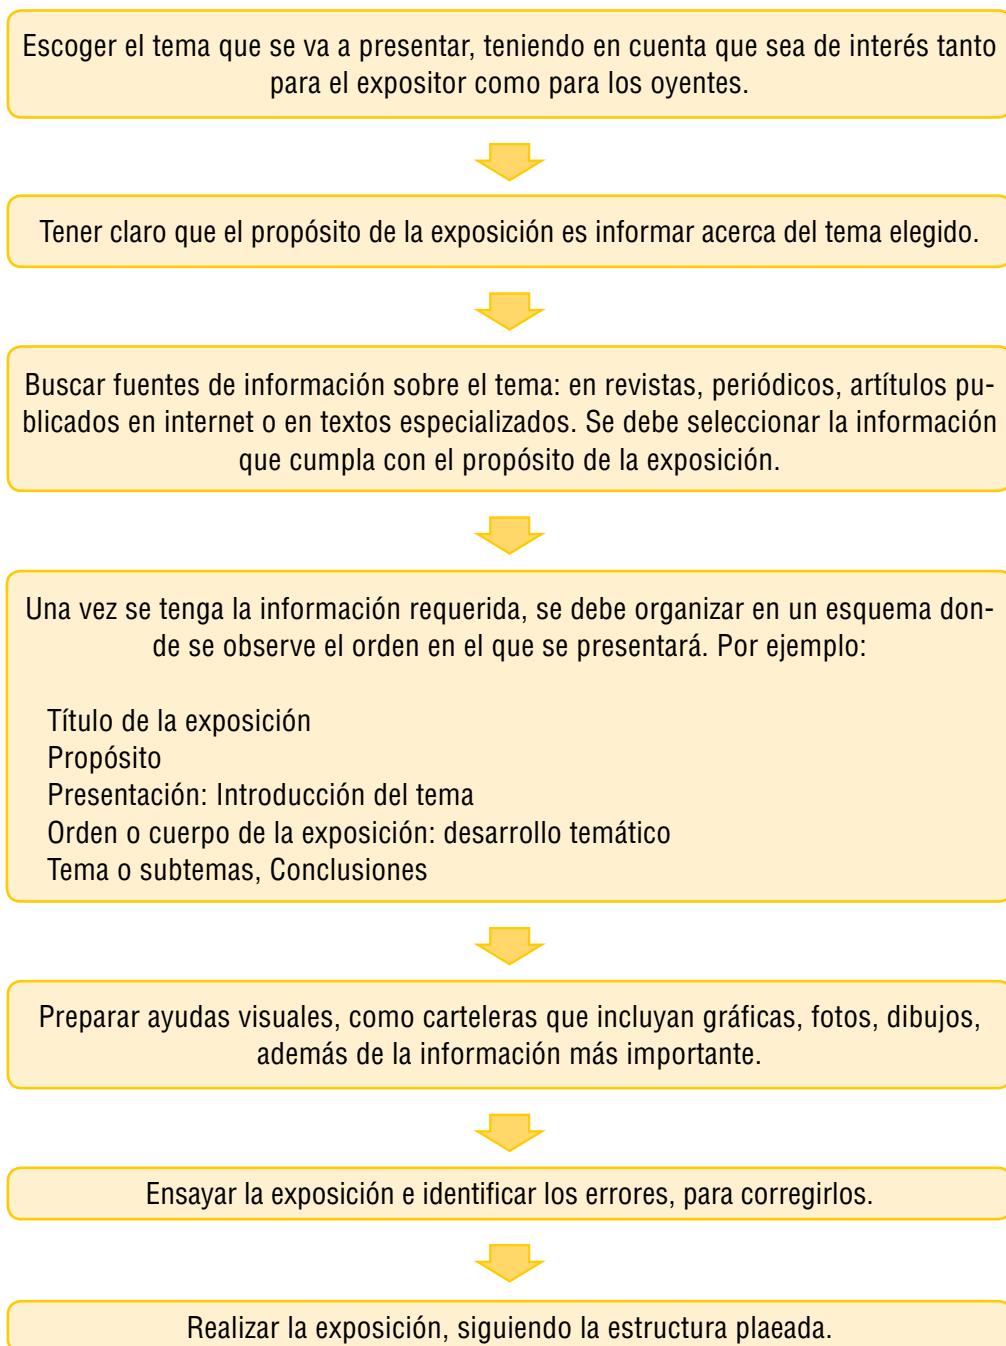 Escoger el tema que se va a presentar, teniendo en cuenta que sea de interés tanto
para el expositor como para los oyentes.
Tener claro que el propósito de la exposición es informar acerca del tema elegido.
Buscar fuentes de información sobre el tema: en revistas, periódicos, artítulos pu-
blicados en internet o en textos especializados. Se debe seleccionar la información
que cumpla con el propósito de la exposición.
Una vez se tenga la información requerida, se debe organizar en un esquema don-
de se observe el orden en el que se presentará. Por ejemplo:
Título de la exposición
Propósito
Presentación: Introducción del tema
Orden o cuerpo de la exposición: desarrollo temático
Tema o subtemas, Conclusiones
Preparar ayudas visuales, como carteleras que incluyan gráficas, fotos, dibujos,
además de la información más importante.
Ensayar la exposición e identificar los errores, para corregirlos.
Realizar la exposición, siguiendo la estructura plaeada.